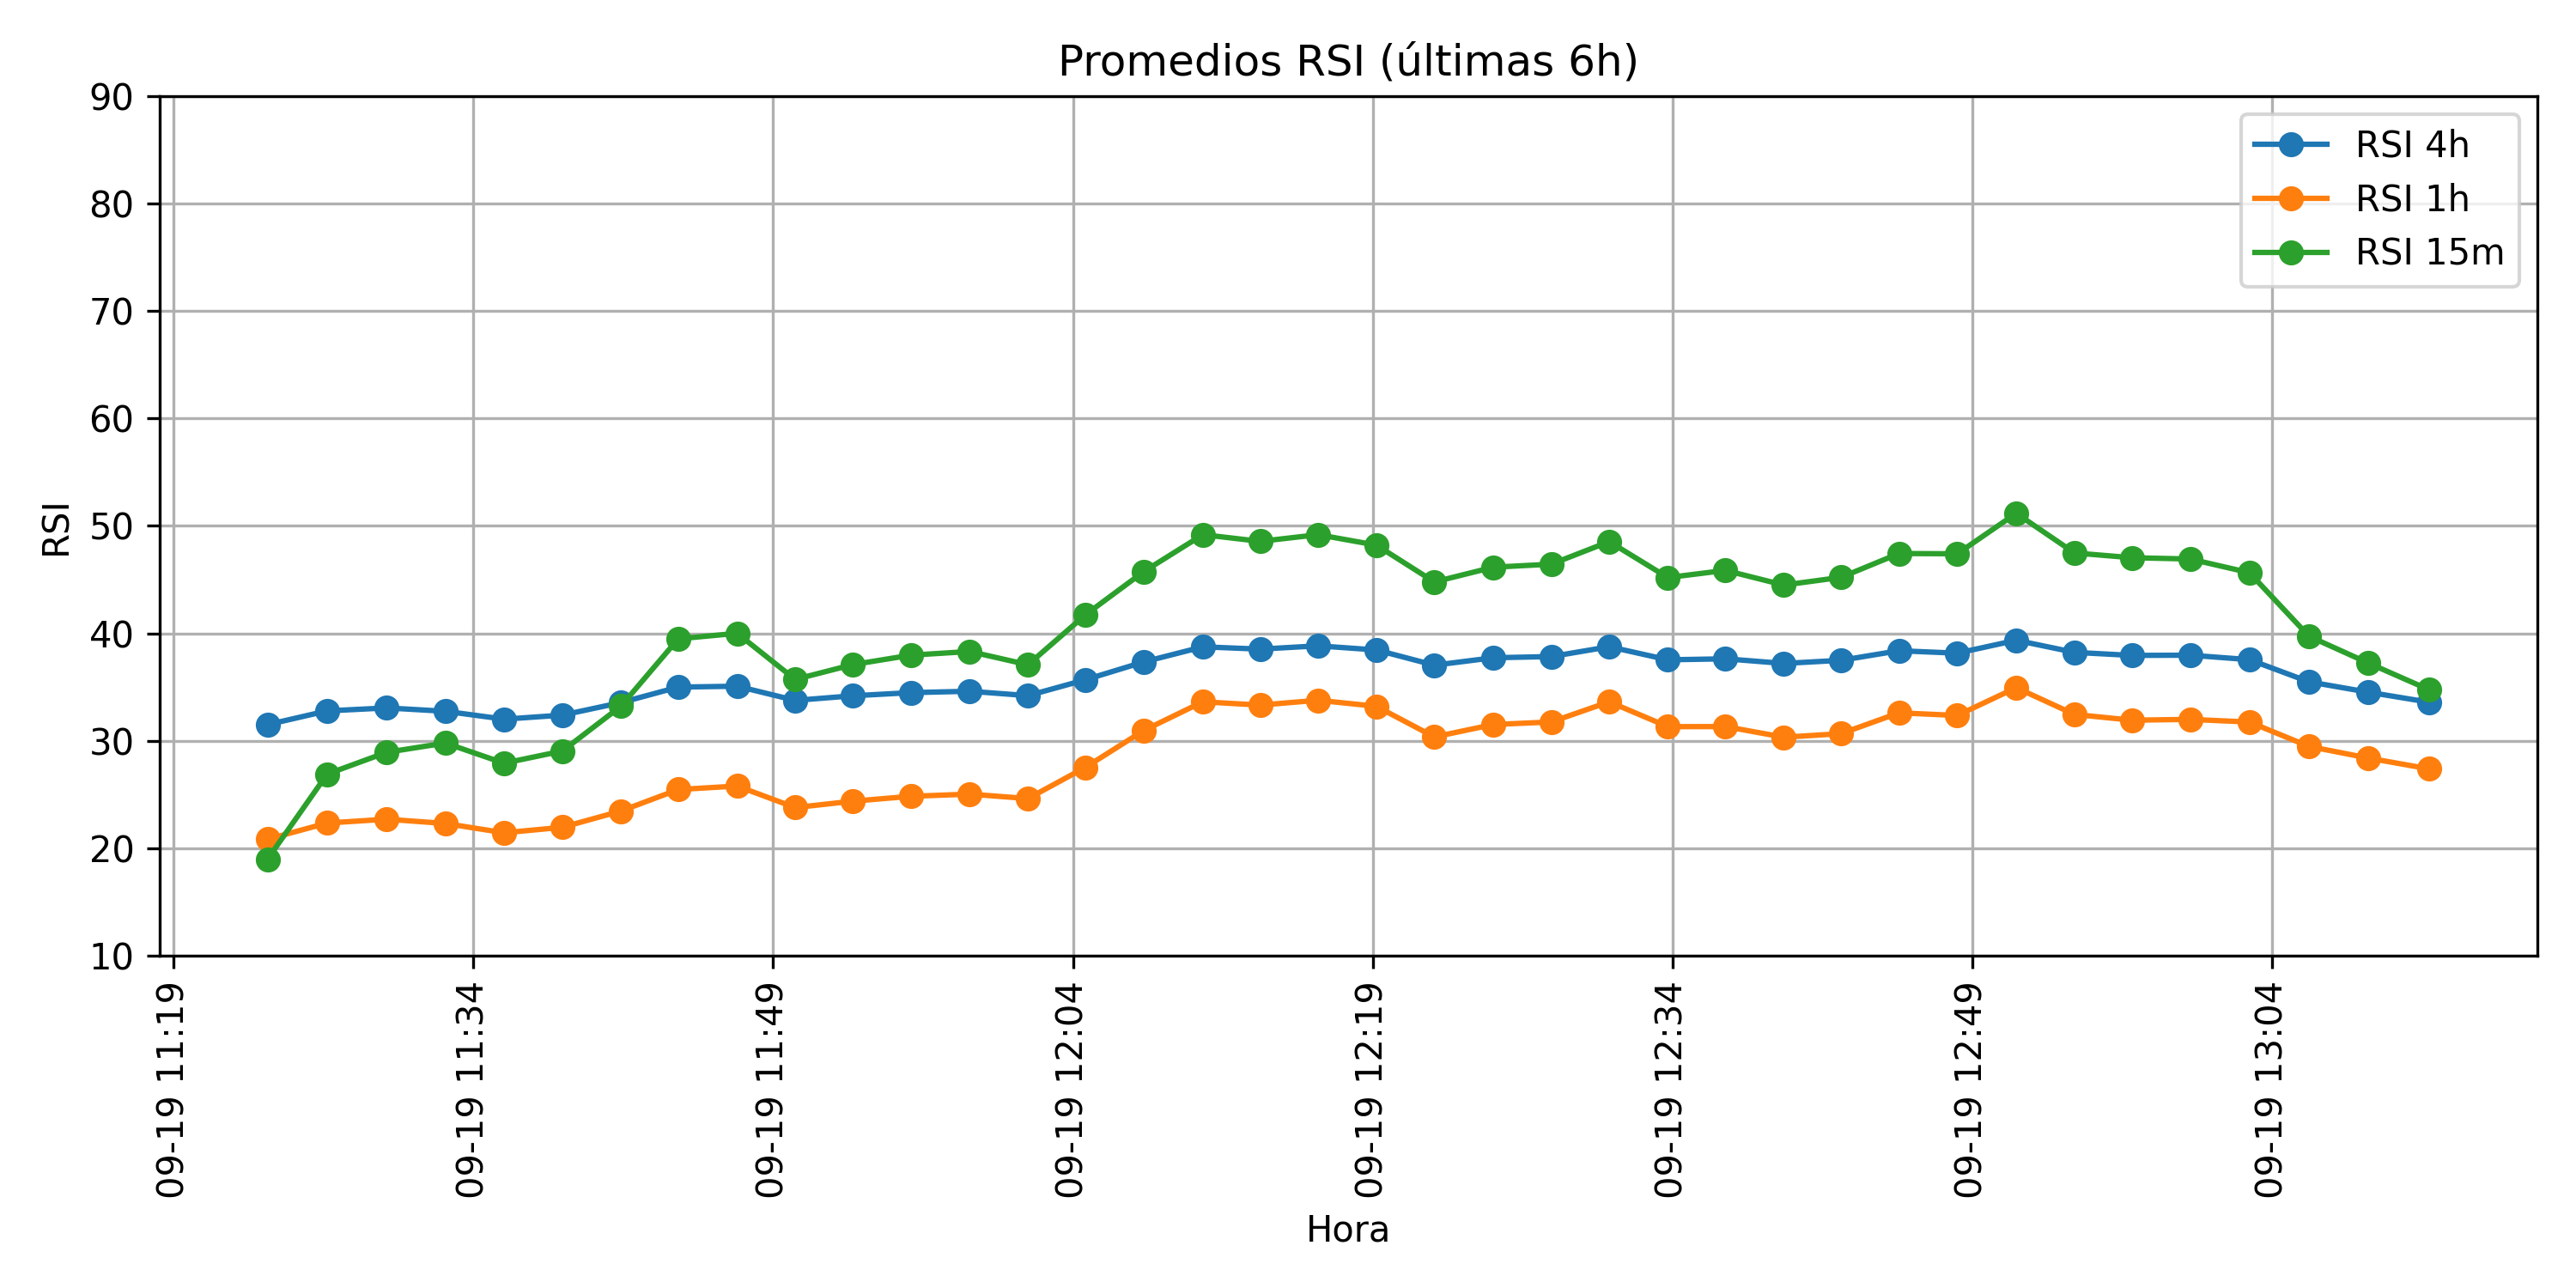 Promedios RSI (últimas 6h)
RSI 4h
RSI 1h
RSI 15m
RSI
90
80
70
60
50
40
30
20
10
09-19 11:19
09-19 11:34
09-19 11:49
09-19 12:04
09-19 12:19
09-19 12:34
09-19 12:49
09-19 13:04
Hora